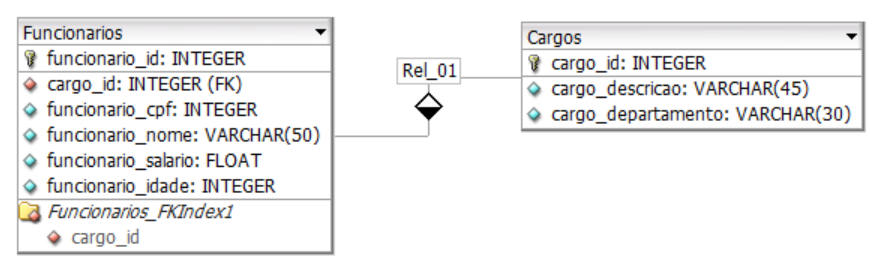 Funcionarios
funcionario_id: INTEGER
cargo_id: INTEGER (FK)
funcionario_cpf: INTEGER
funcionario_nome: VARCHAR(50)
funcionario_salario: FLOAT
funcionario_idade: INTEGER
Funcionarios_FKIndex1
cargo_id
Rel_01
Cargos
cargo_id: INTEGER
cargo_descricao: VARCHAR(45)
cargo_departamento: VARCHAR(30)